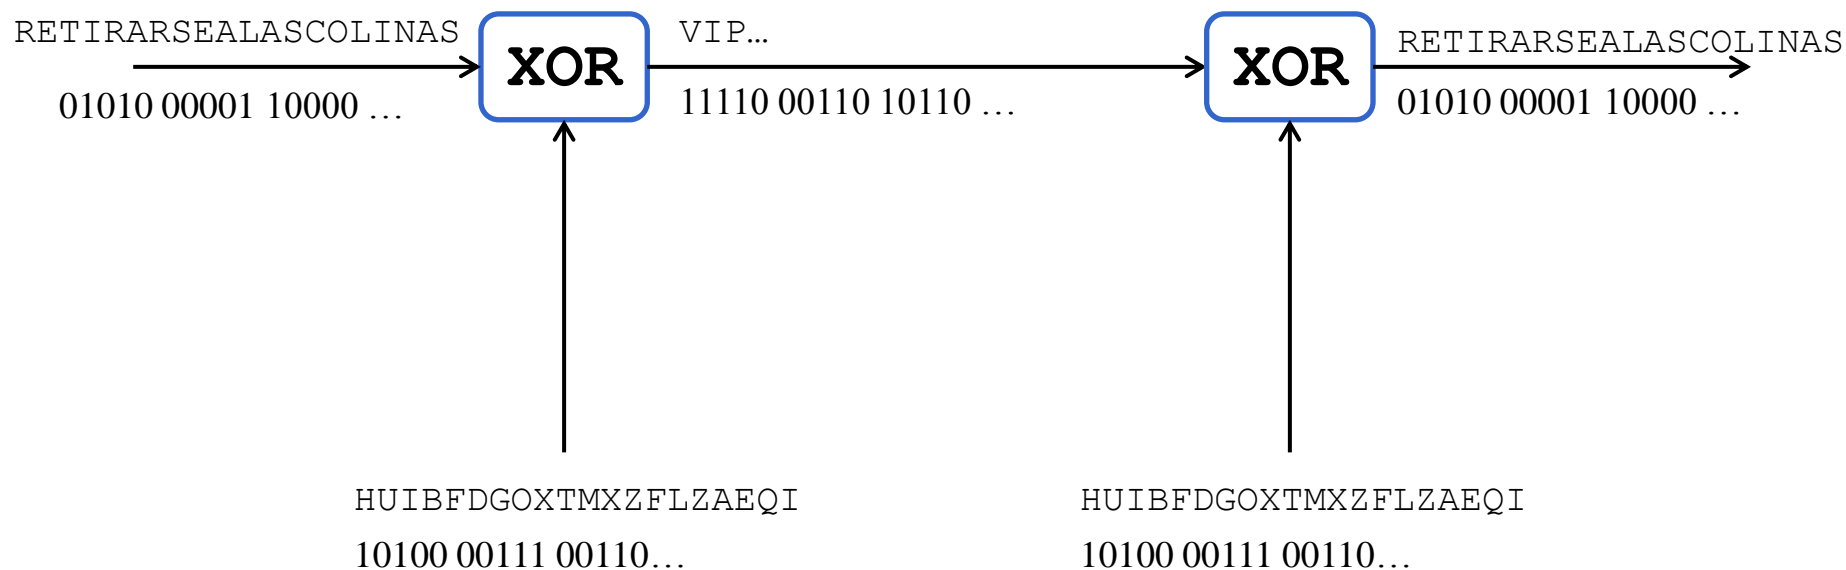 RETIRARSEALASCOLINAS
01010 00001 10000 …
XOR
VIP…
11110 00110 10110 …
XOR
RETIRARSEALASCOLINAS
01010 00001 10000 …
HUIBFDGOXTMXZFLZAEQI
10100 00111 00110…
HUIBFDGOXTMXZFLZAEQI
10100 00111 00110…